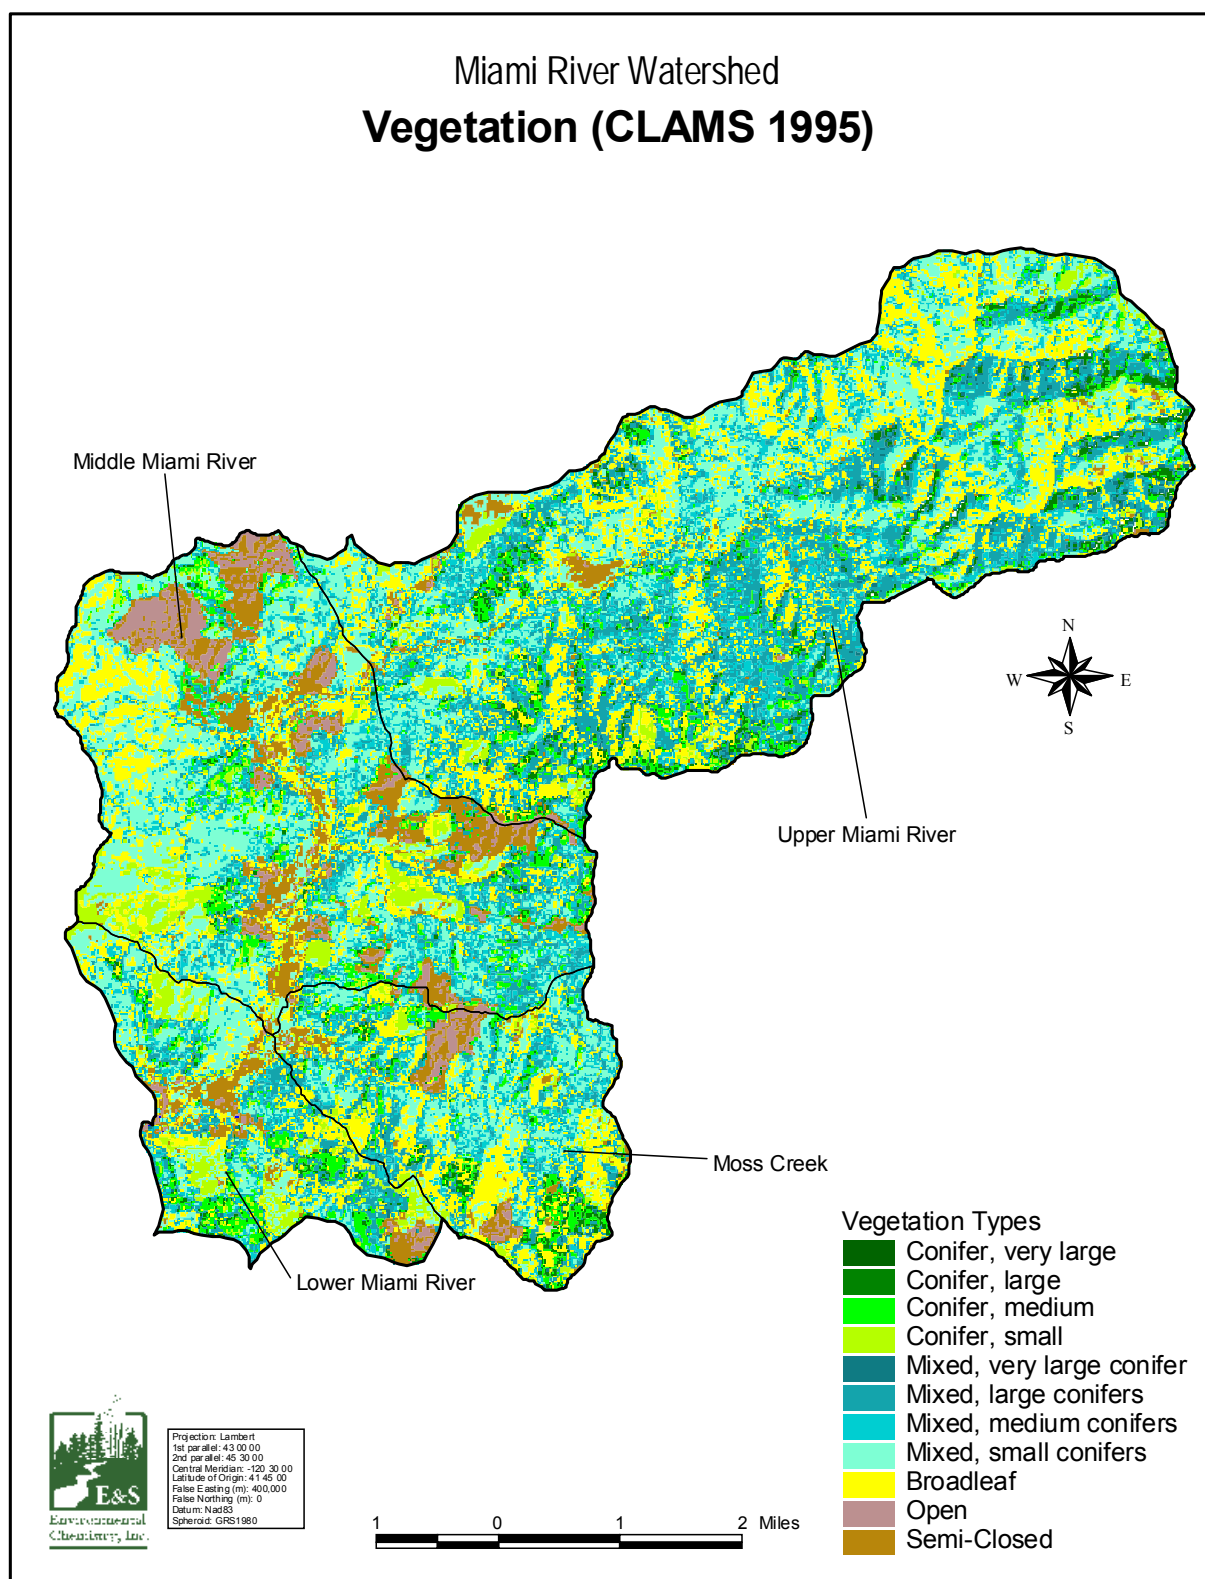 Miami River Watershed
Vegetation (CLAMS 1995)
Middle Miami River
N
W
E
S
Upper Miami River
Moss Creek
Lower Miami River
Vegetation Types
Conifer, very large
Conifer, large
Conifer, medium
Conifer, small
Mixed, very large conifer
Mixed, large conifers
Mixed, medium conifers
Mixed, small conifers
Broadleaf
Open
Semi-Closed
E&S
Environmental
Chemistry, Inc.
Projection: Lambert
1st parallel: 43 00 00
2nd parallel: 45 30 00
Central Meridian: -120 30 00
Latitude of Origin: 41 45 00
False Easting (m): 400,000
False Northing (m): 0
Datum: Nad83
Spheroid: GRS1980
1 0 1 2 Miles